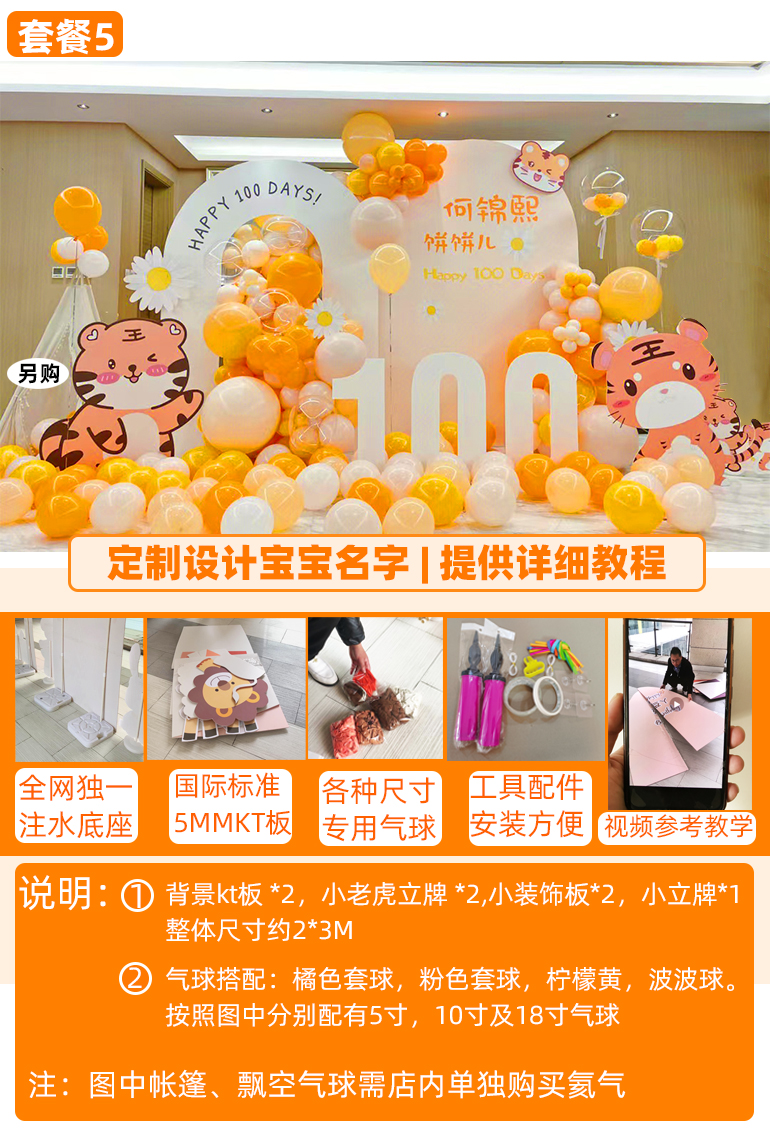 套餐5
HAPPY 100 DAYS!
何锦熙
饼饼儿
Happy 100 Days
王
王
另购
100
定制设计宝宝名字 | 提供详细教程
全网独一
注水底座
国际标准
5MMKT板
各种尺寸
专用气球
工具配件
安装方便
视频参考教学
说明：① 背景kt板 *2，小老虎立牌 *2,小装饰板*2，小立牌*1
整体尺寸约2*3M
② 气球搭配：橘色套球，粉色套球，柠檬黄，波波球。
按照图中分别配有5寸，10寸及18寸气球
注：图中帐篷、飘空气球需店内单独购买氦气